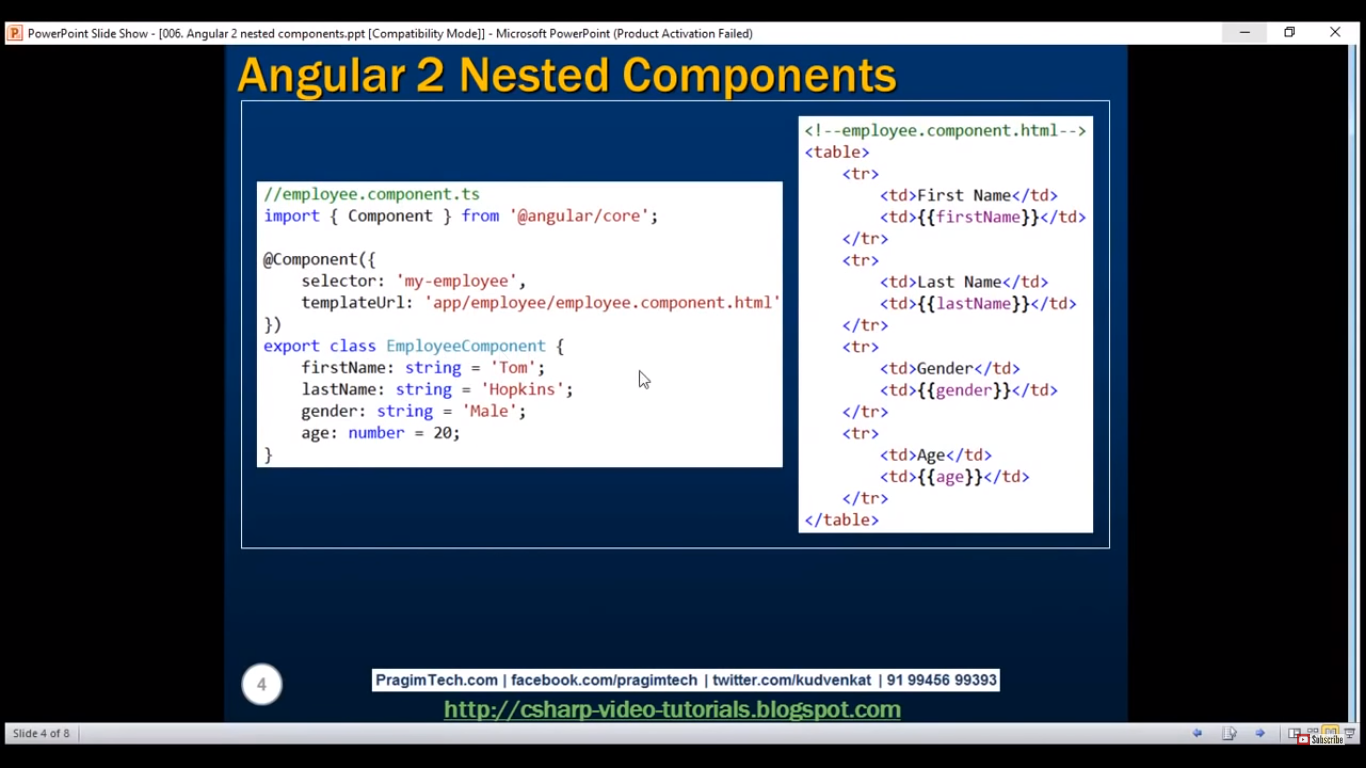 PowerPoint Slide Show - [006. Angular 2 nested components.ppt [Compatibility Mode]] - Microsoft PowerPoint (Product Activation Failed)
Angular 2 Nested Components
//employee.component.ts
import { Component } from '@angular/core';
@Component({
selector: 'my-employee',
templateUrl: 'app/employee/employee.component.html'
})
export class EmployeeComponent {
firstName: string = 'Tom';
lastName: string = 'Hopkins';
gender: string = 'Male';
age: number = 20;
}
<!--employee.component.html-->
<table>
<tr>
<td>First Name</td>
<td>{{firstName}}</td>
</tr>
<tr>
<td>Last Name</td>
<td>{{lastName}}</td>
</tr>
<tr>
<td>Gender</td>
<td>{{gender}}</td>
</tr>
<tr>
<td>Age</td>
<td>{{age}}</td>
</tr>
</table>
4
PragimTech.com | facebook.com/pragimtech | twitter.com/kudvenkat | 91 99456 99393
http://csharp-video-tutorials.blogspot.com
Slide 4 of 8
Subscribe